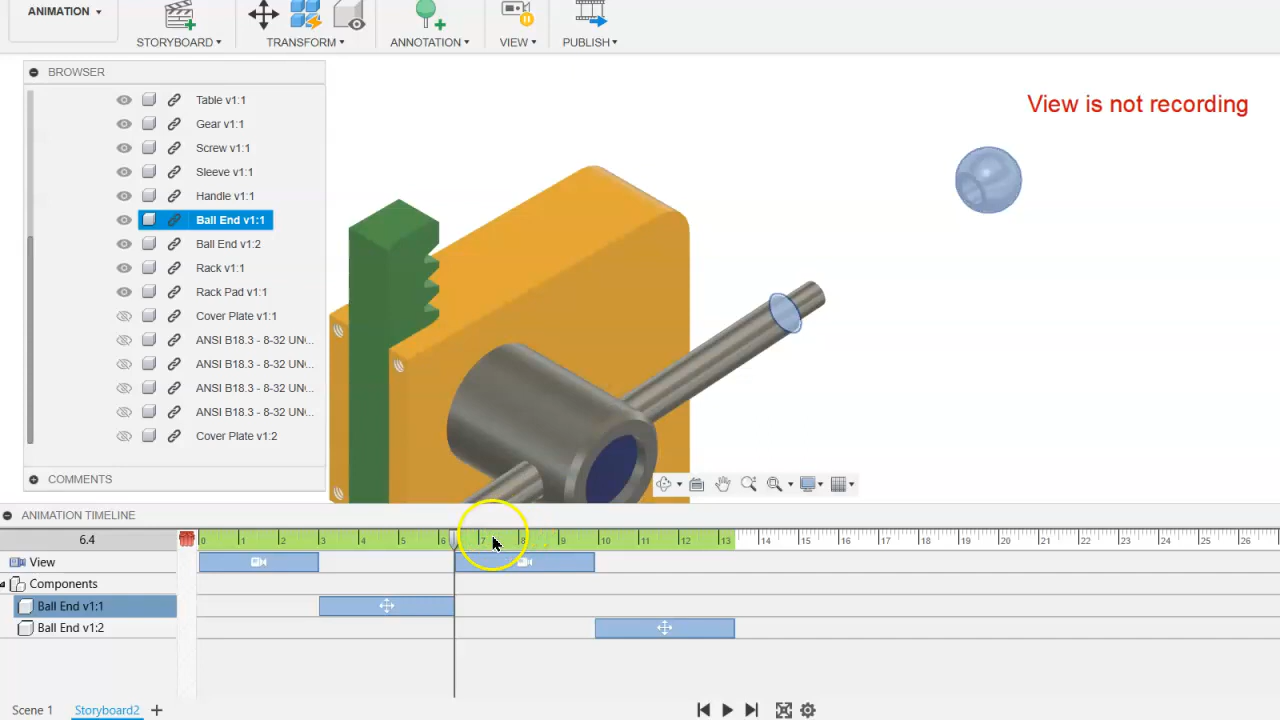 ANIMATION
STORYBOARD
TRANSFORM
ANNOTATION
VIEW
PUBLISH
BROWSER
View is not recording
Table v1:1
Gear v1:1
Screw v1:1
Sleeve v1:1
Handle v1:1
Ball End v1:1
Ball End v1:2
Rack v1:1
Rack Pad v1:1
Cover Plate v1:1
ANSI B18.3 - 8-32 UN...
ANSI B18.3 - 8-32 UN...
ANSI B18.3 - 8-32 UN...
ANSI B18.3 - 8-32 UN...
Cover Plate v1:2
COMMENTS
ANIMATION TIMELINE
6.4
0 1 2 3 4 5 6 7 8 9 10 11 12 13 14 15 16 17 18 19 20 21 22 23 24 25 26
View
Components
Ball End v1:1
Ball End v1:2
Scene 1
Storyboard2